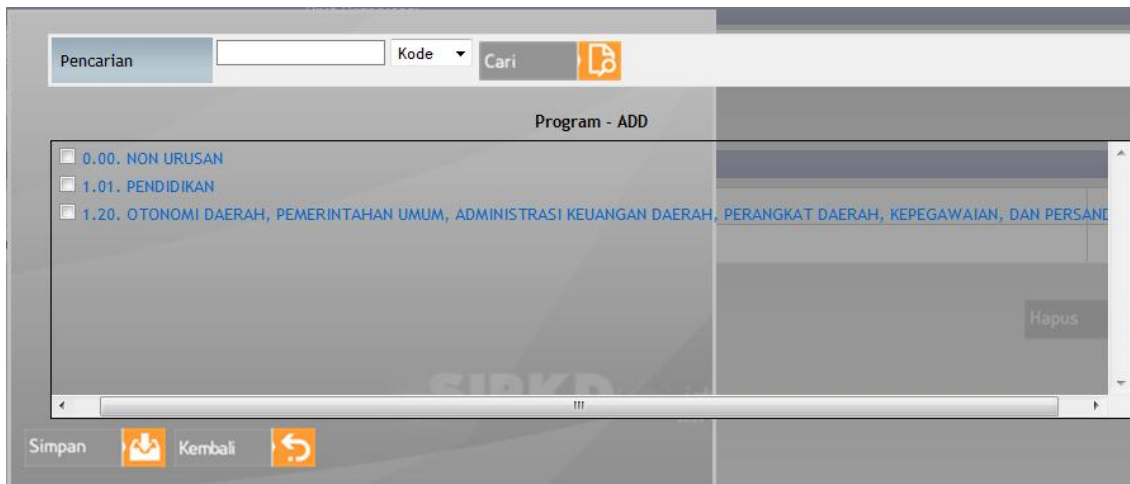 Pencarian Kode Cari
Program - ADD
0.00. NON URUSAN
1.01. PENDIDIKAN
1.20. OTONOMI DAERAH, PEMERINTAHAN UMUM, ADMINISTRASI KEUANGAN DAERAH, PERANGKAT DAERAH, KEPEGAWAIAN, DAN PERSAND
Hapus
SIPKD
Simpan Kembali